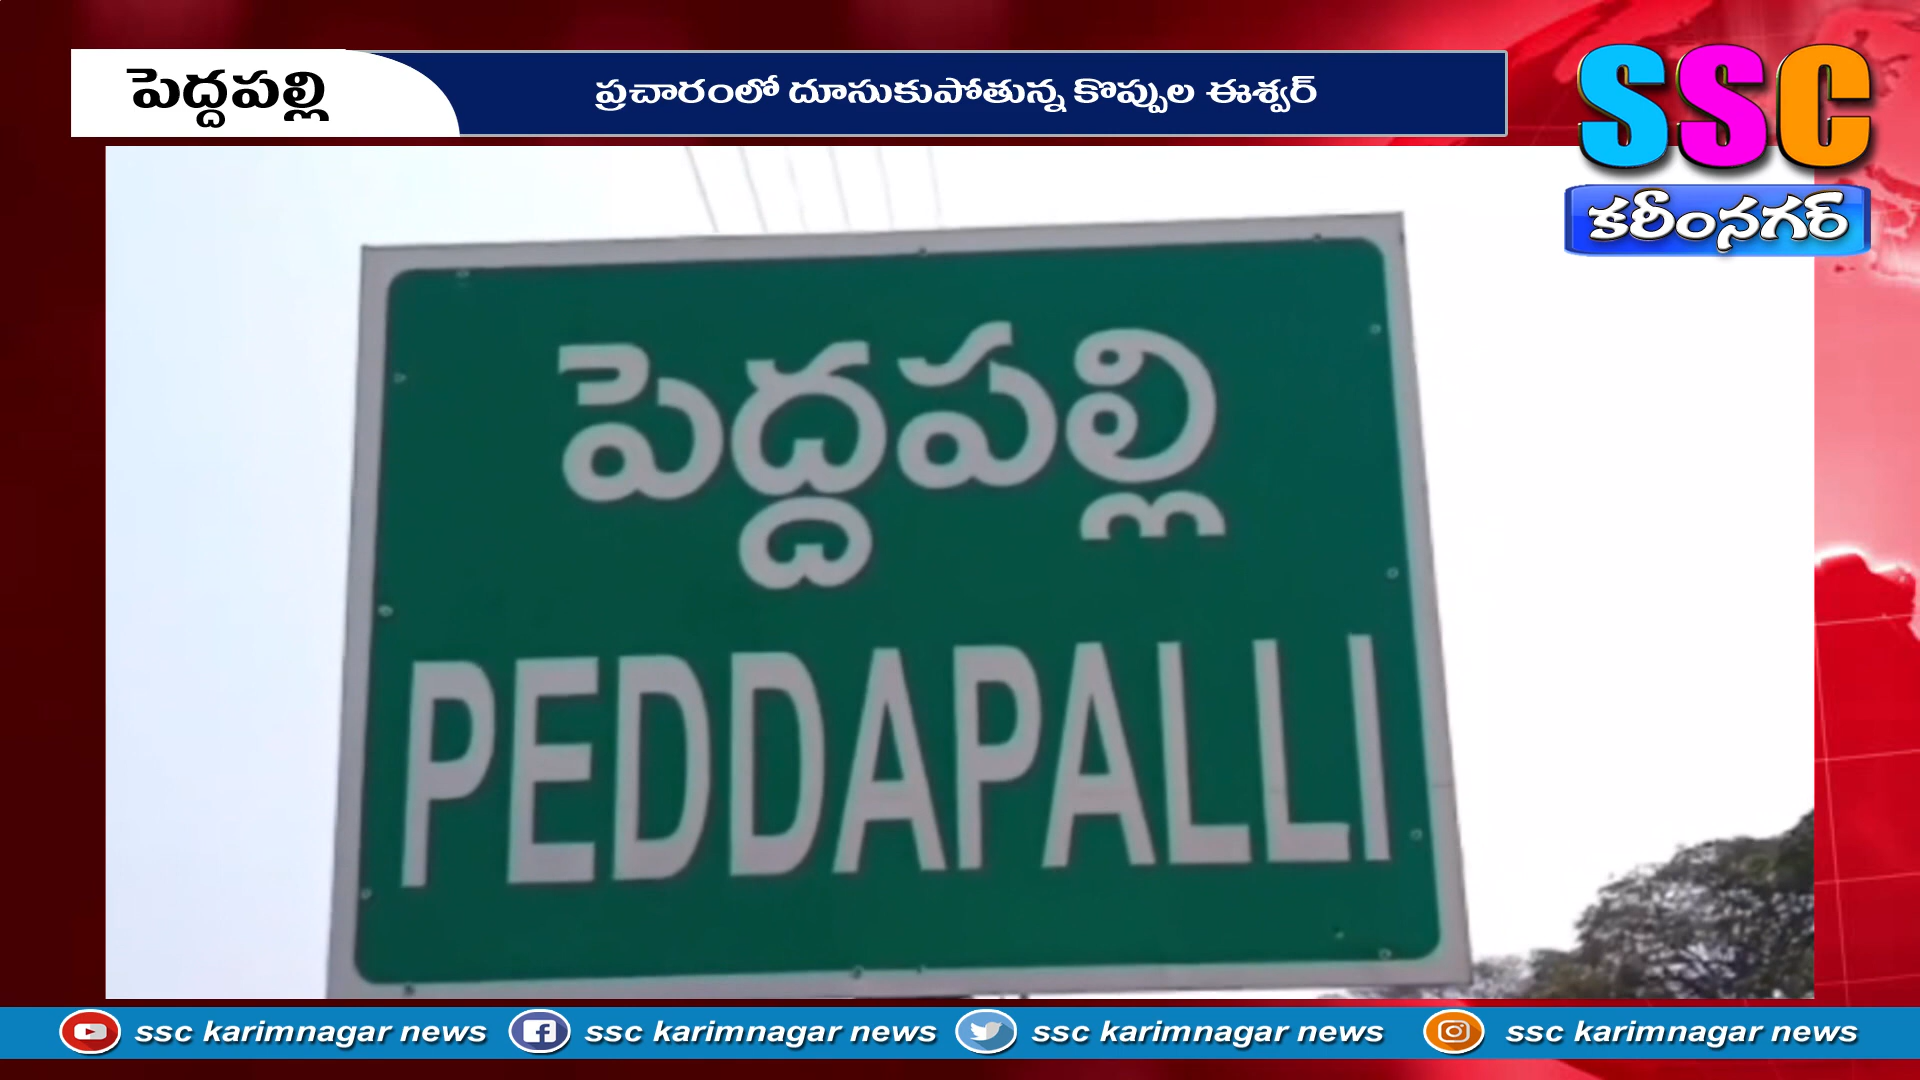 పెద్దపల్లి
ప్రచారంలో దూసుకుపోతున్న కొప్పుల ఈశ్వర్
SSC
కరీంనగర్
పెద్దపల్లి
PEDDAPALLI
ssc karimnagar news ssc karimnagar news ssc karimnagar news ssc karimnagar news